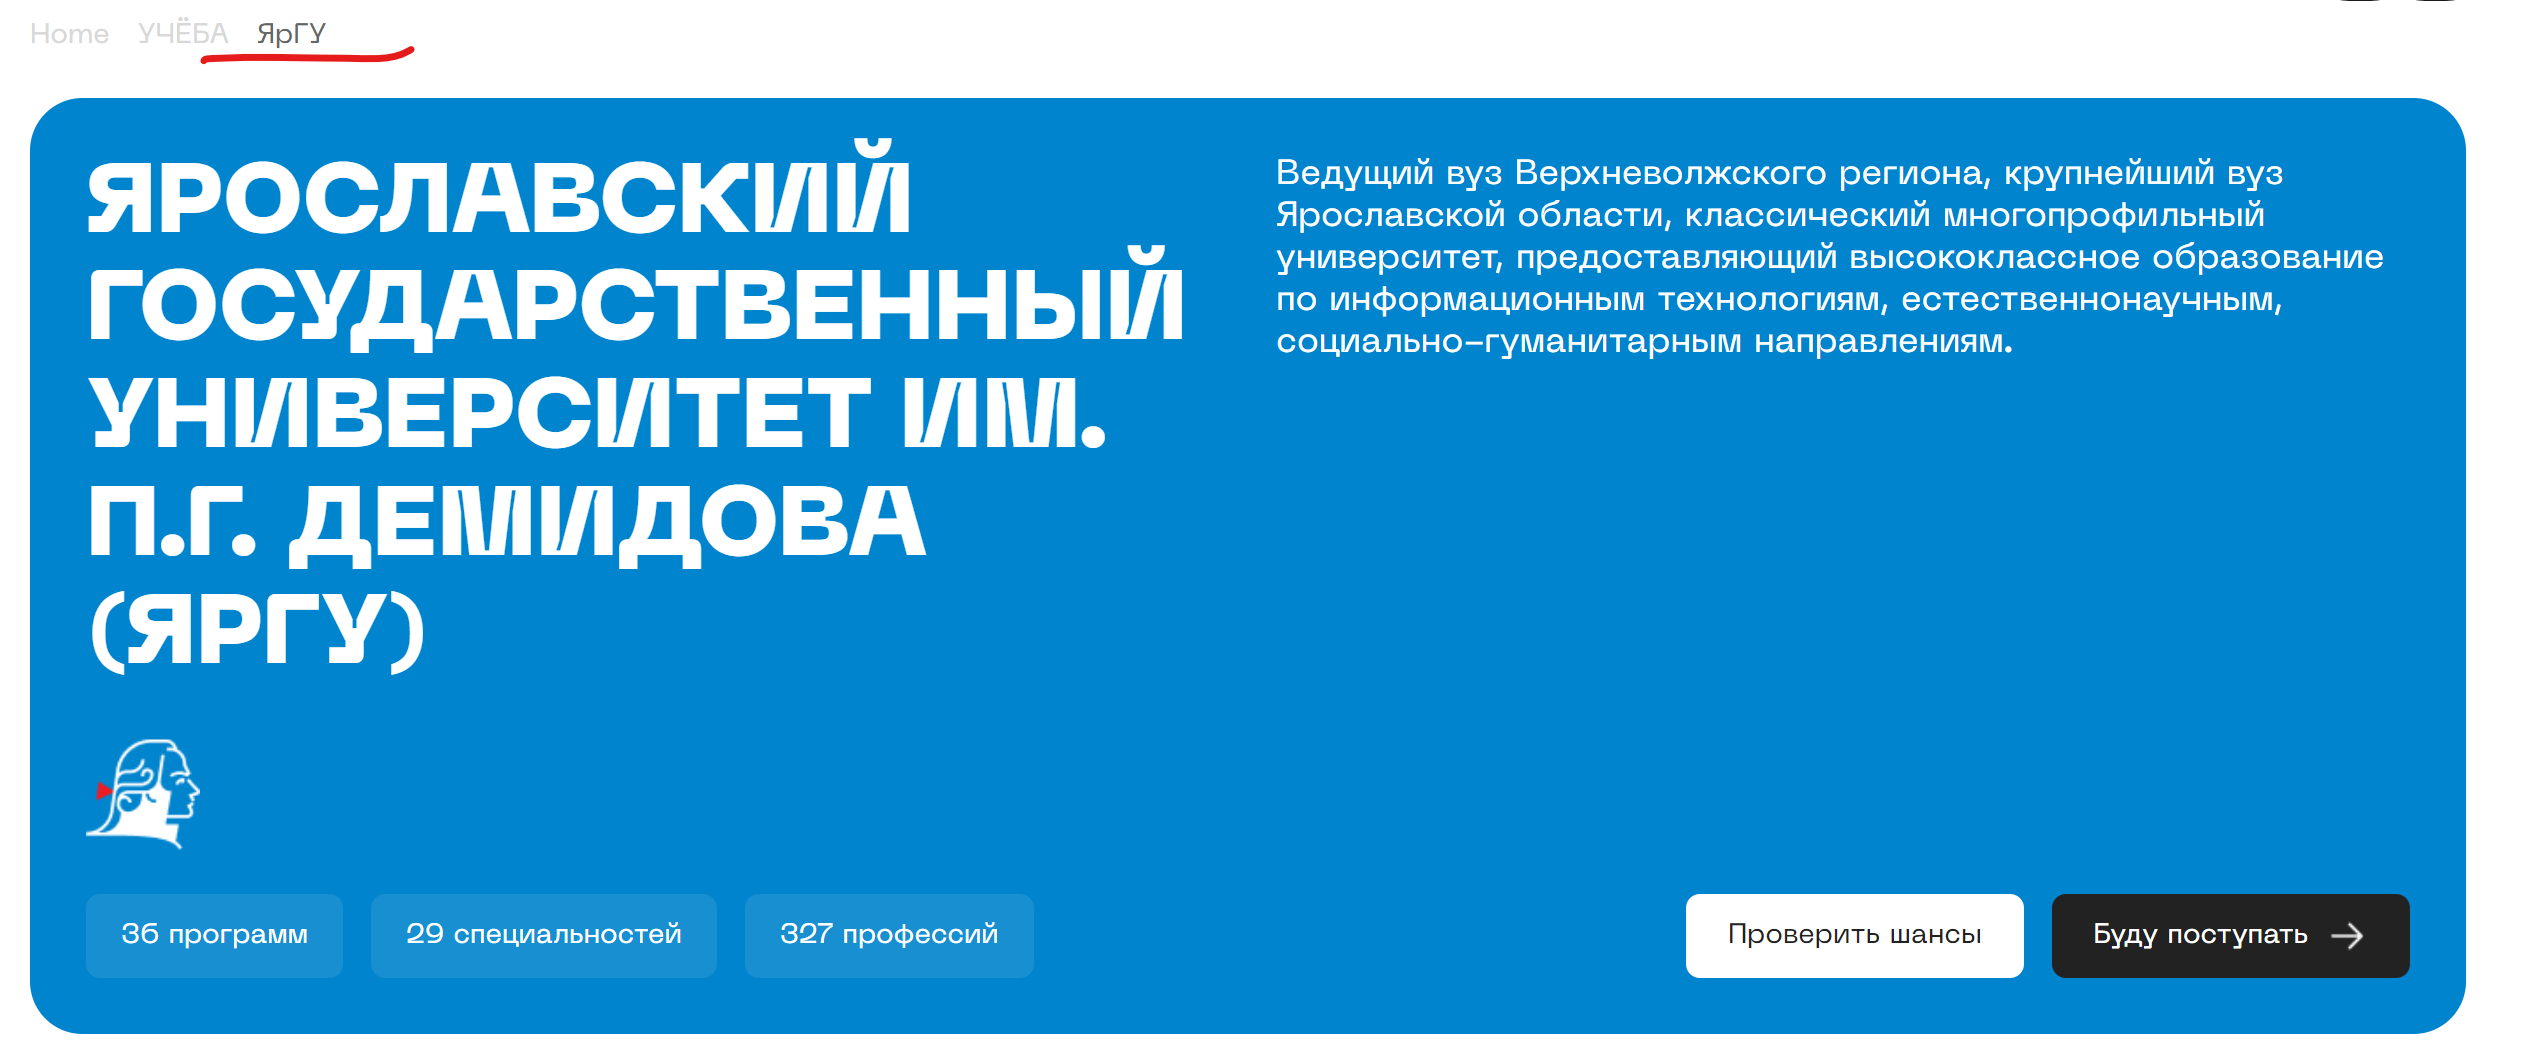 Home УЧЁБА ЯрГУ
ЯРОСЛАВСКИЙ
ГОСУДАРСТВЕННЫЙ
УНИВЕРСИТЕТ ИМ.
П.Г. ДЕМИДОВА
(ЯРГУ)
Ведущий вуз Верхневолжского региона, крупнейший вуз
Ярославской области, классический многопрофильный
университет, предоставляющий высококлассное образование
по информационным технологиям, естественнонаучным,
социально-гуманитарным направлениям.
36 программ
29 специальностей
327 профессий
Проверить шансы
Буду поступать →